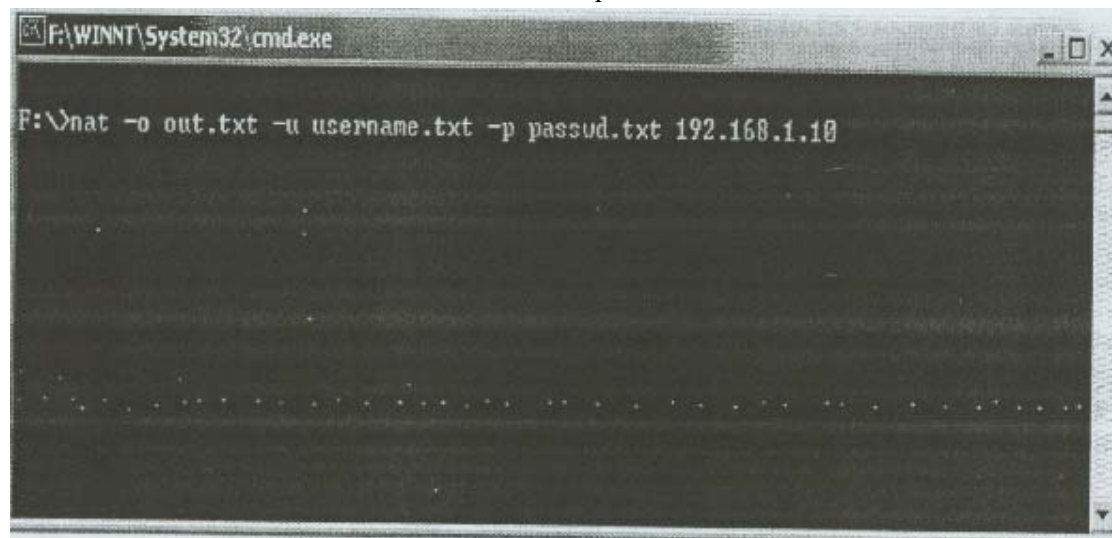 F:\WINNT\System32\cmd.exe
F:\>nat -o out.txt -u username.txt -p passwd.txt 192.168.1.10